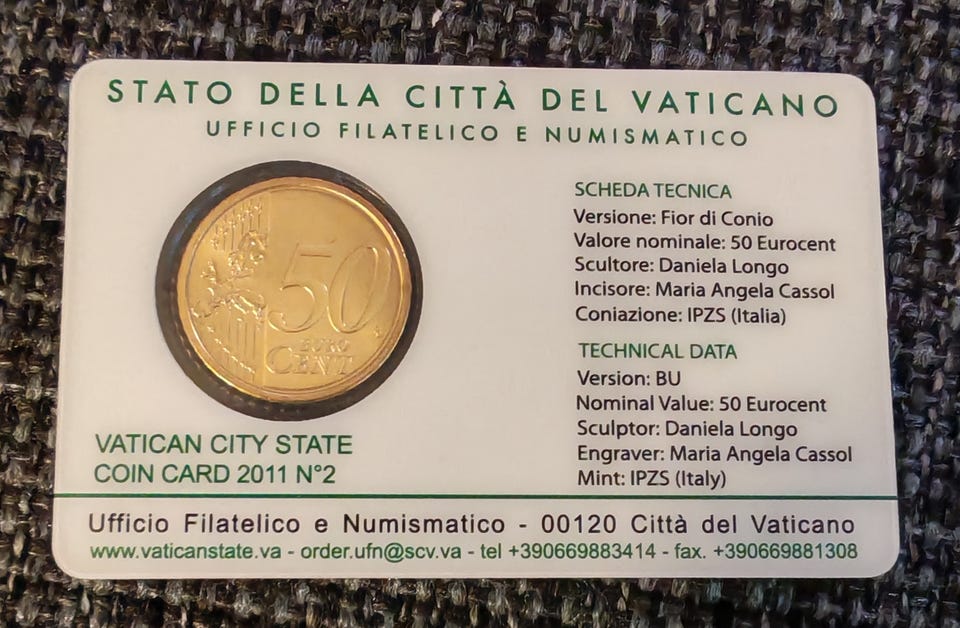 STATO DELLA CITTÀ DEL VATICANO
UFFICIO FILATELICO E NUMISMATICO
50
EURO
CENT
VATICAN CITY STATE
COIN CARD 2011 N°2
SCHEDA TECNICA
Versione: Fior di Conio
Valore nominale: 50 Eurocent
Scultore: Daniela Longo
Incisore: Maria Angela Cassol
Coniazione: IPZS (Italia)
TECHNICAL DATA
Version: BU
Nominal Value: 50 Eurocent
Sculptor: Daniela Longo
Engraver: Maria Angela Cassol
Mint: IPZS (Italy)
Ufficio Filatelico e Numismatico - 00120 Città del Vaticano
www.vaticanstate.va - order.ufn@scv.va - tel +390669883414 - fax. +390669881308